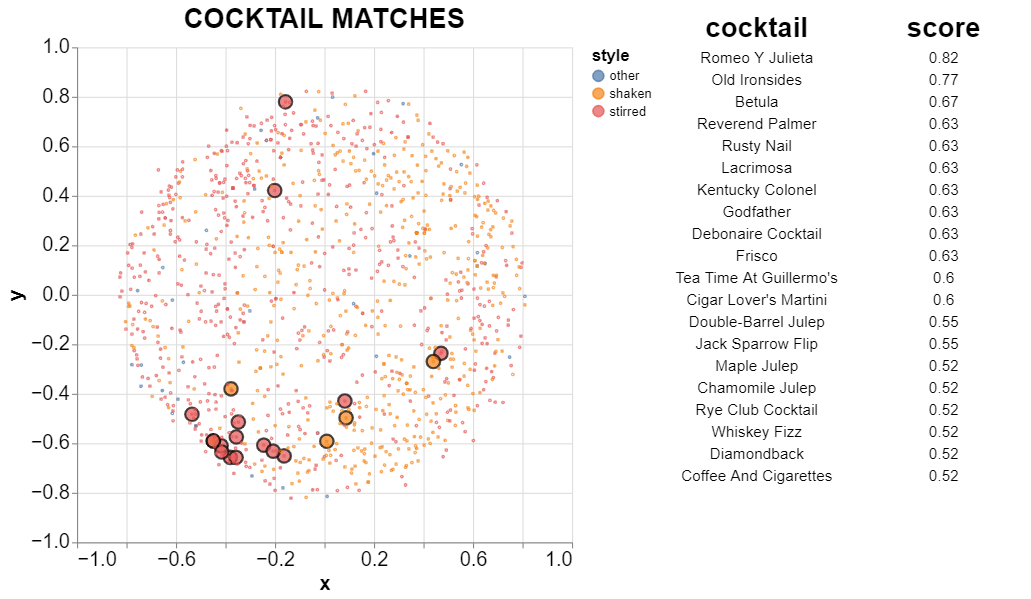 COCKTAIL MATCHES
1.0
0.8
0.6
0.4
0.2
0.0
−0.2
−0.4
−0.6
−0.8
−1.0
y
−1.0 −0.6 −0.2 0.2 0.6 1.0
x
style
other
shaken
stirred
cocktail score
Romeo Y Julieta 0.82
Old Ironsides 0.77
Betula 0.67
Reverend Palmer 0.63
Rusty Nail 0.63
Lacrimosa 0.63
Kentucky Colonel 0.63
Godfather 0.63
Debonaire Cocktail 0.63
Frisco 0.63
Tea Time At Guillermo's 0.6
Cigar Lover's Martini 0.6
Double-Barrel Julep 0.55
Jack Sparrow Flip 0.55
Maple Julep 0.52
Chamomile Julep 0.52
Rye Club Cocktail 0.52
Whiskey Fizz 0.52
Diamondback 0.52
Coffee And Cigarettes 0.52